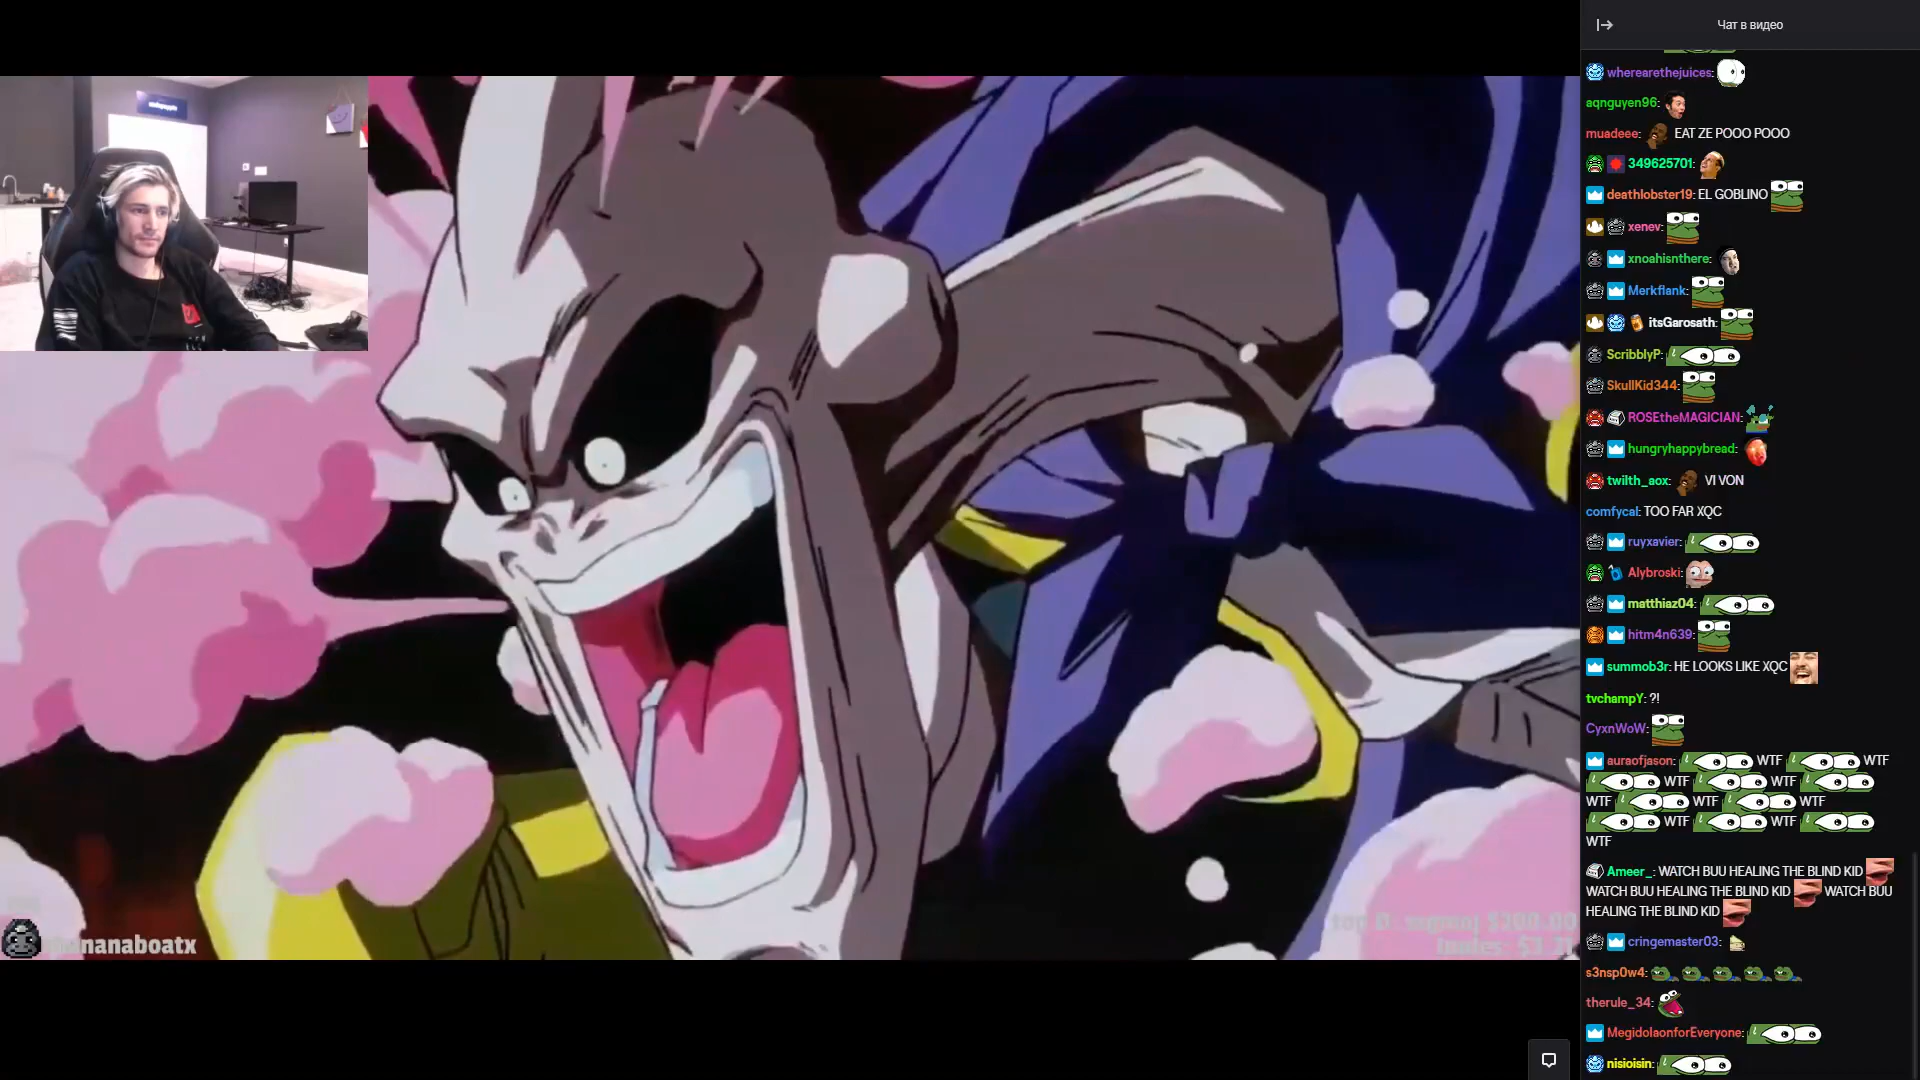 Чат в видео
wherearethejuices:
aqnguyen96:
muadeee: EAT ZE POOO POOO
349625701:
deathlobster19: EL GOBLINO
xenev:
xnoahisnthere:
Merkflank:
itsGarosath:
ScribblyP:
SkullKid344:
ROSEtheMAGICIAN:
hungryhappybread:
twilth_aox: VI VON
comfycal: TOO FAR XQC
ruyxavier:
Alybroski:
matthiaz04:
hitm4n639:
summob3r: HE LOOKS LIKE XQC
tvchampY: ?!
CyxnWoW:
auraofjason: WTF WTF
WTF WTF
WTF WTF WTF
WTF WTF
WTF
Ameer_: WATCH BUU HEALING THE BLIND KID
WATCH BUU HEALING THE BLIND KID WATCH BUU
HEALING THE BLIND KID
cringemaster03:
s3nsp0w4:
therule_34:
MegidolaonforEveryone:
nisioisin: